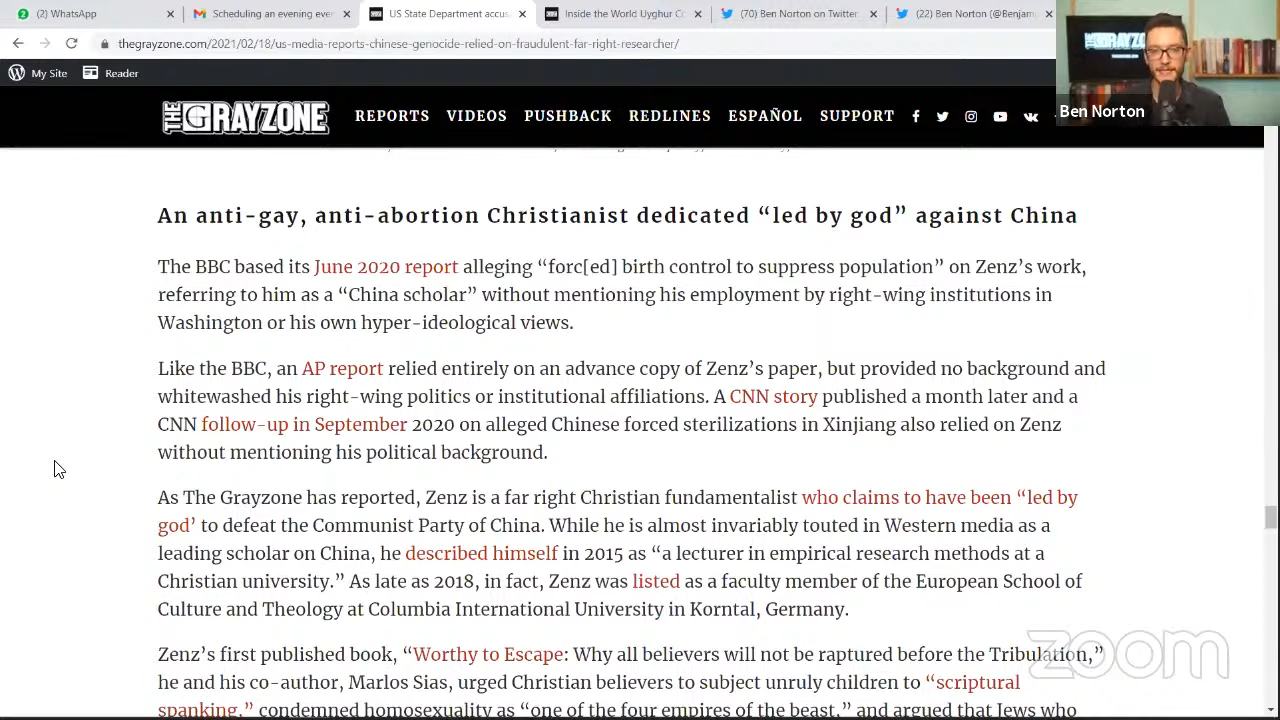 (2) WhatsApp
Scheduling an evening ever
US State Department accus
Inside the World Uyghur Co
(70) Ben Norton on Twitter
(22) Ben Norton (@Benjam
thegrayzone.com/2021/02/18/us-media-reports-chinese-genocide-relied-on-fraudulent-far-right-researcher/
My Site
Reader
THE GRAYZONE
REPORTS VIDEOS PUSHBACK REDLINES ESPAÑOL SUPPORT
Ben Norton
An anti-gay, anti-abortion Christianist dedicated “led by god” against China
The BBC based its June 2020 report alleging “forc[ed] birth control to suppress population” on Zenz’s work,
referring to him as a “China scholar” without mentioning his employment by right-wing institutions in
Washington or his own hyper-ideological views.
Like the BBC, an AP report relied entirely on an advance copy of Zenz’s paper, but provided no background and
whitewashed his right-wing politics or institutional affiliations. A CNN story published a month later and a
CNN follow-up in September 2020 on alleged Chinese forced sterilizations in Xinjiang also relied on Zenz
without mentioning his political background.
As The Grayzone has reported, Zenz is a far right Christian fundamentalist who claims to have been “led by
god’ to defeat the Communist Party of China. While he is almost invariably touted in Western media as a
leading scholar on China, he described himself in 2015 as “a lecturer in empirical research methods at a
Christian university.” As late as 2018, in fact, Zenz was listed as a faculty member of the European School of
Culture and Theology at Columbia International University in Korntal, Germany.
Zenz’s first published book, “Worthy to Escape: Why all believers will not be raptured before the Tribulation,”
he and his co-author, Marlos Sias, urged Christian believers to subject unruly children to “scriptural
spanking,” condemned homosexuality as “one of the four empires of the beast,” and argued that Jews who
zoom